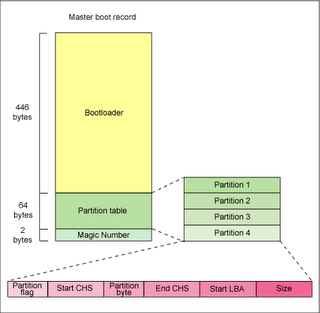 Master boot record
446
bytes
Bootloader
64
bytes
Partition table
2
bytes
Magic Number
Partition 1
Partition 2
Partition 3
Partition 4
Partition
flag
Start CHS
Partition
byte
End CHS
Start LBA
Size